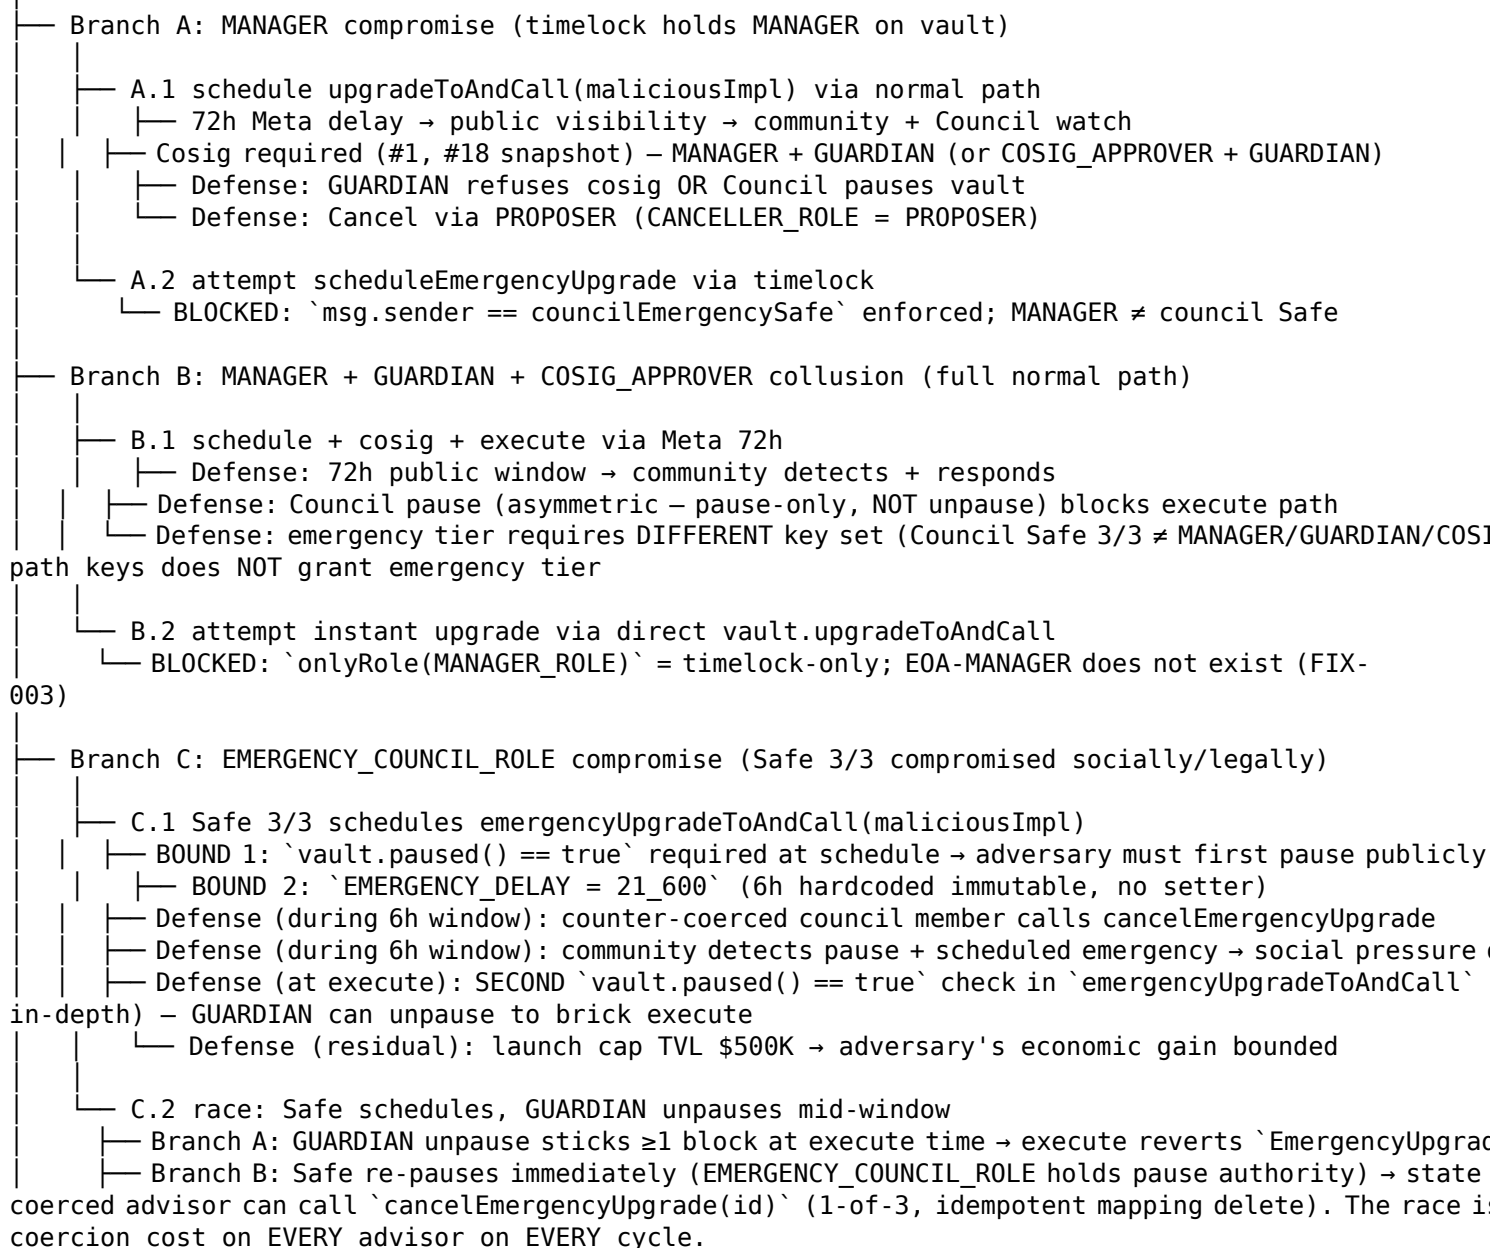 ├── Branch A: MANAGER compromise (timelock holds MANAGER on vault)
│   │
│   ├── A.1 schedule upgradeToAndCall(maliciousImpl) via normal path
│   │   ├── 72h Meta delay → public visibility → community + Council watch
│   │   ├── Cosig required (#1, #18 snapshot) — MANAGER + GUARDIAN (or COSIG_APPROVER + GUARDIAN)
│   │   ├── Defense: GUARDIAN refuses cosig OR Council pauses vault
│   │   └── Defense: Cancel via PROPOSER (CANCELLER_ROLE = PROPOSER)
│   │
│   └── A.2 attempt scheduleEmergencyUpgrade via timelock
│       └── BLOCKED: `msg.sender == councilEmergencySafe` enforced; MANAGER ≠ council Safe
│
├── Branch B: MANAGER + GUARDIAN + COSIG_APPROVER collusion (full normal path)
│   │
│   ├── B.1 schedule + cosig + execute via Meta 72h
│   │   ├── Defense: 72h public window → community detects + responds
│   │   ├── Defense: Council pause (asymmetric — pause-only, NOT unpause) blocks execute path
│   │   └── Defense: emergency tier requires DIFFERENT key set (Council Safe 3/3 ≠ MANAGER/GUARDIAN/COSI
path keys does NOT grant emergency tier
│   │
│   └── B.2 attempt instant upgrade via direct vault.upgradeToAndCall
│       └── BLOCKED: `onlyRole(MANAGER_ROLE)` = timelock-only; EOA-MANAGER does not exist (FIX-
003)
│
├── Branch C: EMERGENCY_COUNCIL_ROLE compromise (Safe 3/3 compromised socially/legally)
│   │
│   ├── C.1 Safe 3/3 schedules emergencyUpgradeToAndCall(maliciousImpl)
│   │   ├── BOUND 1: `vault.paused() == true` required at schedule → adversary must first pause publicly
│   │   ├── BOUND 2: `EMERGENCY_DELAY = 21_600` (6h hardcoded immutable, no setter)
│   │   ├── Defense (during 6h window): counter-coerced council member calls cancelEmergencyUpgrade
│   │   ├── Defense (during 6h window): community detects pause + scheduled emergency → social pressure
│   │   ├── Defense (at execute): SECOND `vault.paused() == true` check in `emergencyUpgradeToAndCall`
in-depth) — GUARDIAN can unpause to brick execute
│   │   └── Defense (residual): launch cap TVL $500K → adversary's economic gain bounded
│   │
│   └── C.2 race: Safe schedules, GUARDIAN unpauses mid-window
│       ├── Branch A: GUARDIAN unpause sticks ≥1 block at execute time → execute reverts `EmergencyUpgrad
│       ├── Branch B: Safe re-pauses immediately (EMERGENCY_COUNCIL_ROLE holds pause authority) → state
coerced advisor can call `cancelEmergencyUpgrade(id)` (1-of-3, idempotent mapping delete). The race is
coercion cost on EVERY advisor on EVERY cycle.